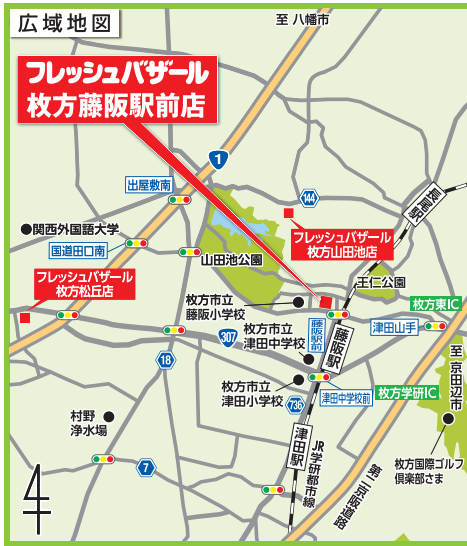 広域地図
至 八幡市
フレッシュバザール
枚方藤阪駅前店
1
出屋敷南
144
長尾駅
関西外国語大学
国道田口南
山田池公園
フレッシュバザール
枚方山田池店
王仁公園
フレッシュバザール
枚方松丘店
枚方市立
藤阪小学校
枚方東IC
307
枚方市立
津田中学校
藤阪駅前
藤阪駅
津田山手
18
至 京田辺市
枚方市立
津田小学校
736
津田中学校前
枚方学研IC
村野
浄水場
津田駅
JR学研都市線
枚方国際ゴルフ
倶楽部さま
7
第二京阪道路